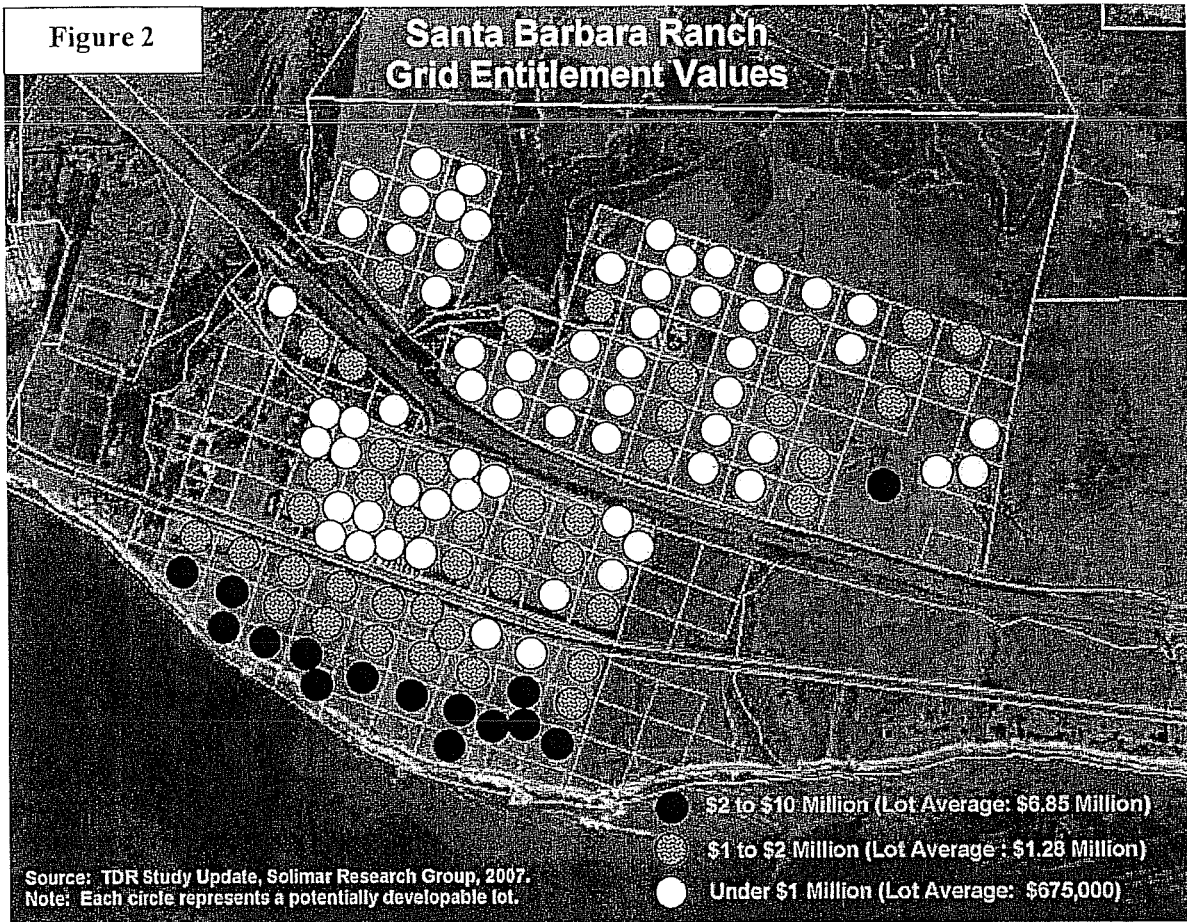 Figure 2
Santa Barbara Ranch
Grid Entitlement Values
$2 to $10 Million (Lot Average: $6.85 Million)
$1 to $2 Million (Lot Average : $1.28 Million)
Under $1 Million (Lot Average: $675,000)
Source: TDR Study Update, Solimar Research Group, 2007.
Note: Each circle represents a potentially developable lot.